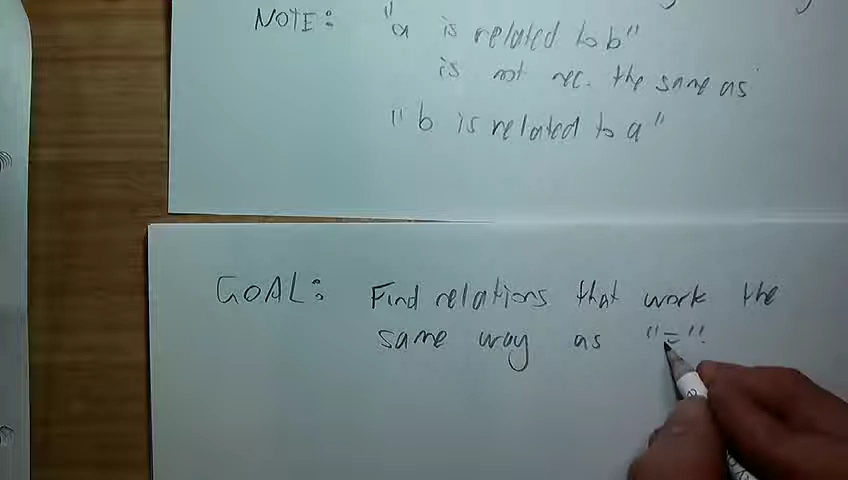 NOTE: "a is related to b"
is not nec. the same as
"b is related to a"
GOAL: Find relations that work the
same way as "="!